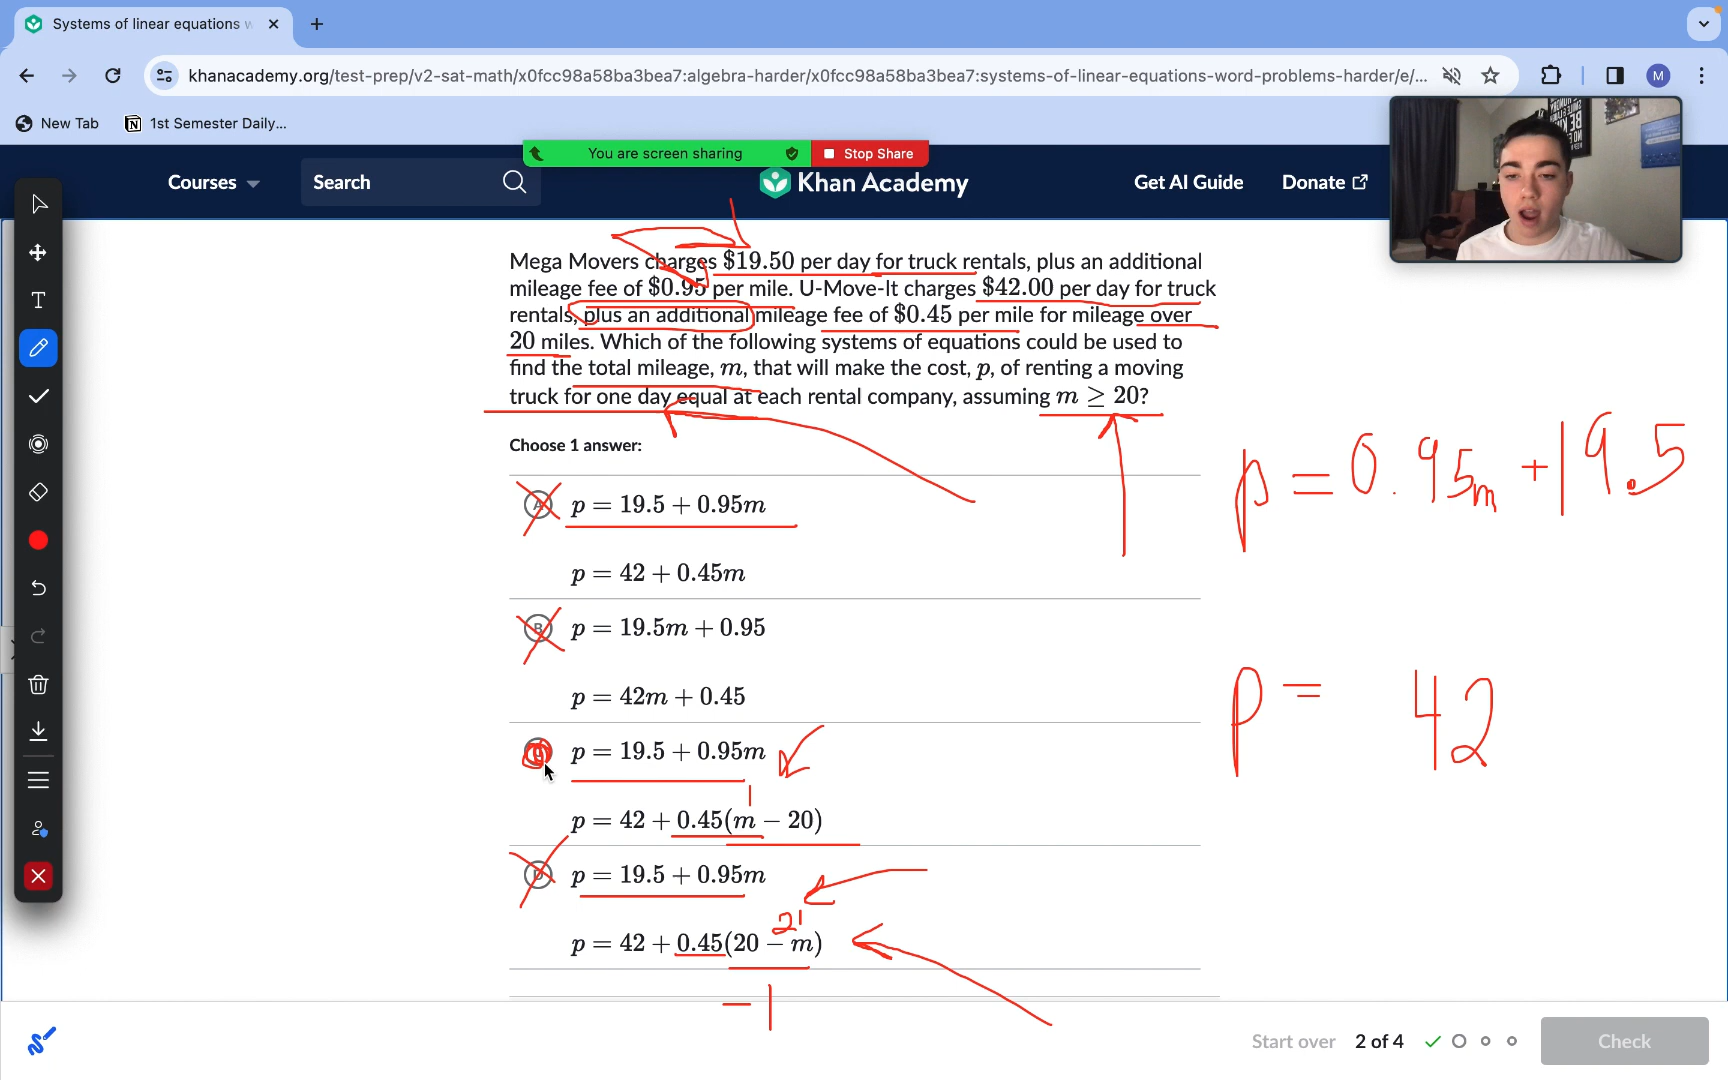 Systems of linear equations w
khanacademy.org/test-prep/v2-sat-math/x0fcc98a58ba3bea7:algebra-harder/x0fcc98a58ba3bea7:systems-of-linear-equations-word-problems-harder/e/...
M
New Tab
1st Semester Daily...
You are screen sharing
Stop Share
Courses
Search
Khan Academy
Get AI Guide
Donate
Mega Movers charges $19.50 per day for truck rentals, plus an additional
mileage fee of $0.95 per mile. U-Move-It charges $42.00 per day for truck
rentals, plus an additional mileage fee of $0.45 per mile for mileage over
20 miles. Which of the following systems of equations could be used to
find the total mileage, m, that will make the cost, p, of renting a moving
truck for one day equal at each rental company, assuming m ≥ 20?
Choose 1 answer:
p = 0.95m + 19.5
A p = 19.5 + 0.95m
p = 42 + 0.45m
B p = 19.5m + 0.95
p = 42m + 0.45
P = 42
p = 19.5 + 0.95m
1
p = 42 + 0.45(m − 20)
D p = 19.5 + 0.95m
21
p = 42 + 0.45(20 − m)
−1
Start over 2 of 4 Check